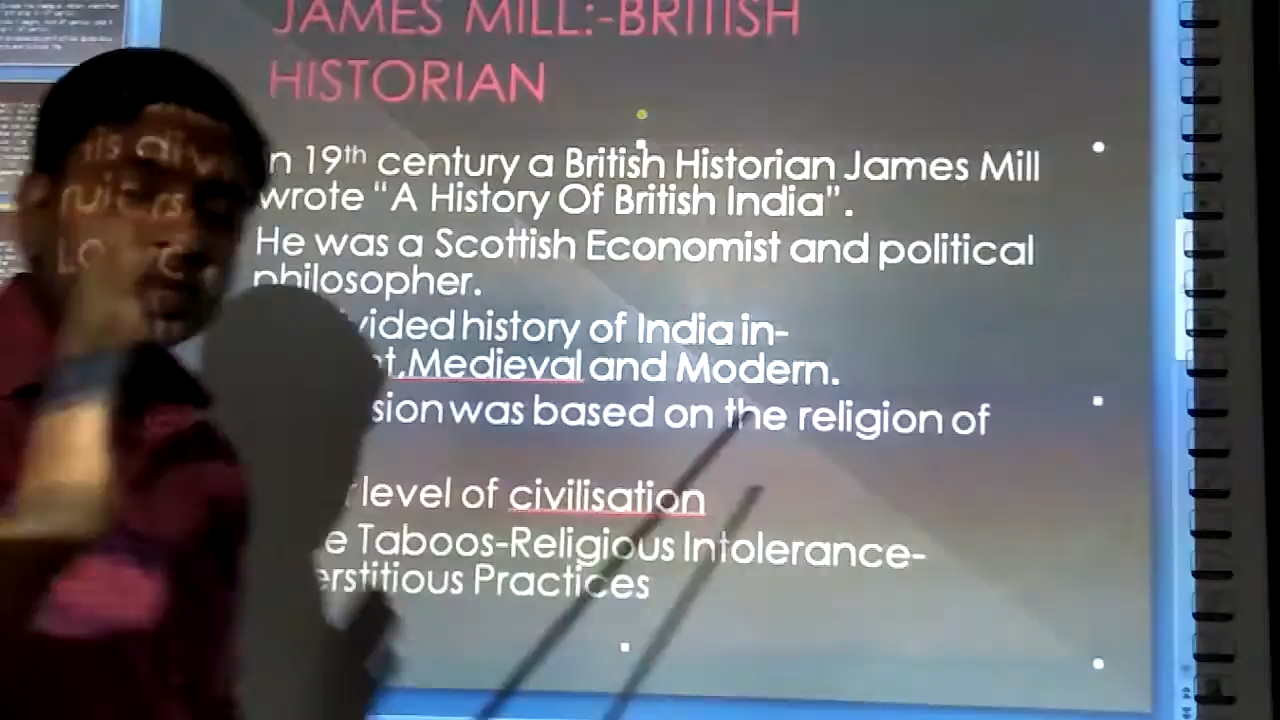 JAMES MILL:-BRITISH
HISTORIAN
n 19th century a British Historian James Mill
wrote “A History Of British India”.
He was a Scottish Economist and political
philosopher.
vided history of India in-
t,Medieval and Modern.
sion was based on the religion of
level of civilisation
e Taboos-Religious Intolerance-
erstitious Practices